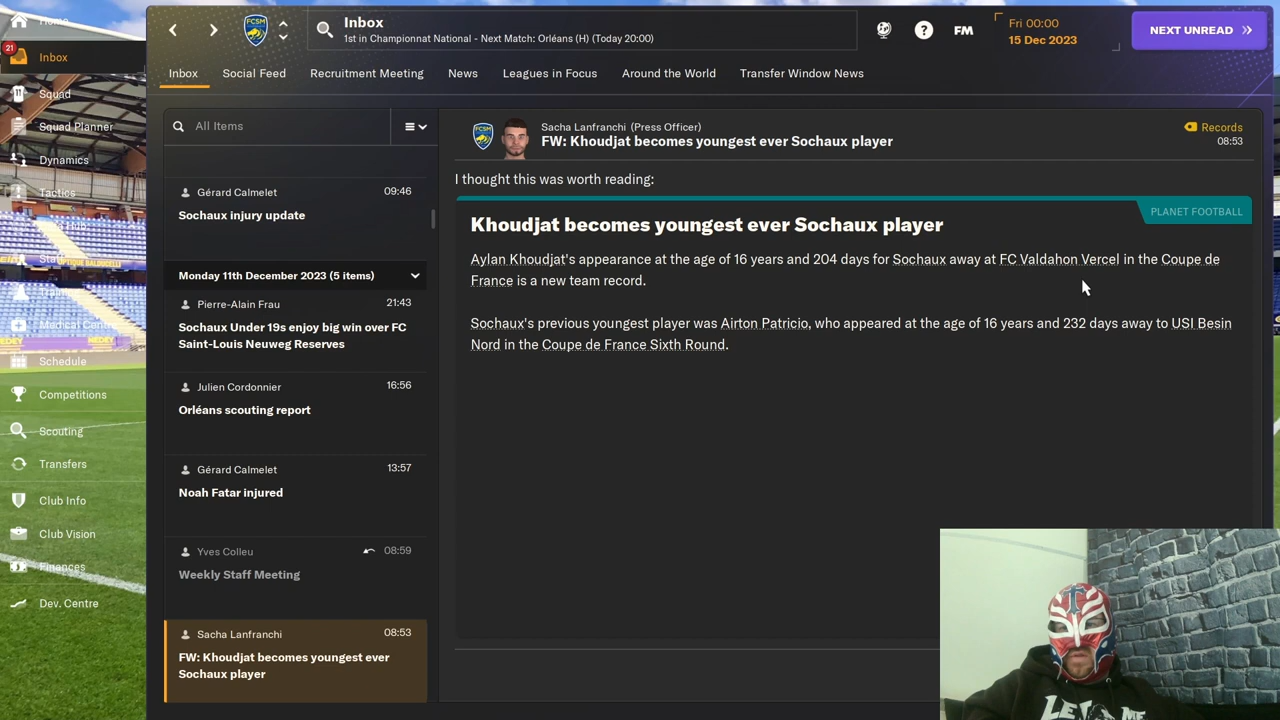 Home
21
Inbox
Squad
Squad Planner
Dynamics
Tactics
Medical Centre
Schedule
Competitions
Scouting
Transfers
Club Info
Club Vision
Finances
Dev. Centre
FCSM
Inbox
1st in Championnat National - Next Match: Orléans (H) (Today 20:00)
?
FM
Fri 00:00
15 Dec 2023
NEXT UNREAD
Inbox
Social Feed
Recruitment Meeting
News
Leagues in Focus
Around the World
Transfer Window News
All Items
Gérard Calmelet
09:46
Sochaux injury update
Monday 11th December 2023 (5 items)
Pierre-Alain Frau
21:43
Sochaux Under 19s enjoy big win over FC
Saint-Louis Neuweg Reserves
Julien Cordonnier
16:56
Orléans scouting report
Gérard Calmelet
13:57
Noah Fatar injured
Yves Colleu
08:59
Weekly Staff Meeting
Sacha Lanfranchi
08:53
FW: Khoudjat becomes youngest ever
Sochaux player
FCSM
Sacha Lanfranchi (Press Officer)
FW: Khoudjat becomes youngest ever Sochaux player
Records
08:53
I thought this was worth reading:
PLANET FOOTBALL
Khoudjat becomes youngest ever Sochaux player
Aylan Khoudjat's appearance at the age of 16 years and 204 days for Sochaux away at FC Valdahon Vercel in the Coupe de
France is a new team record.
Sochaux's previous youngest player was Airton Patricio, who appeared at the age of 16 years and 232 days away to USI Besin
Nord in the Coupe de France Sixth Round.